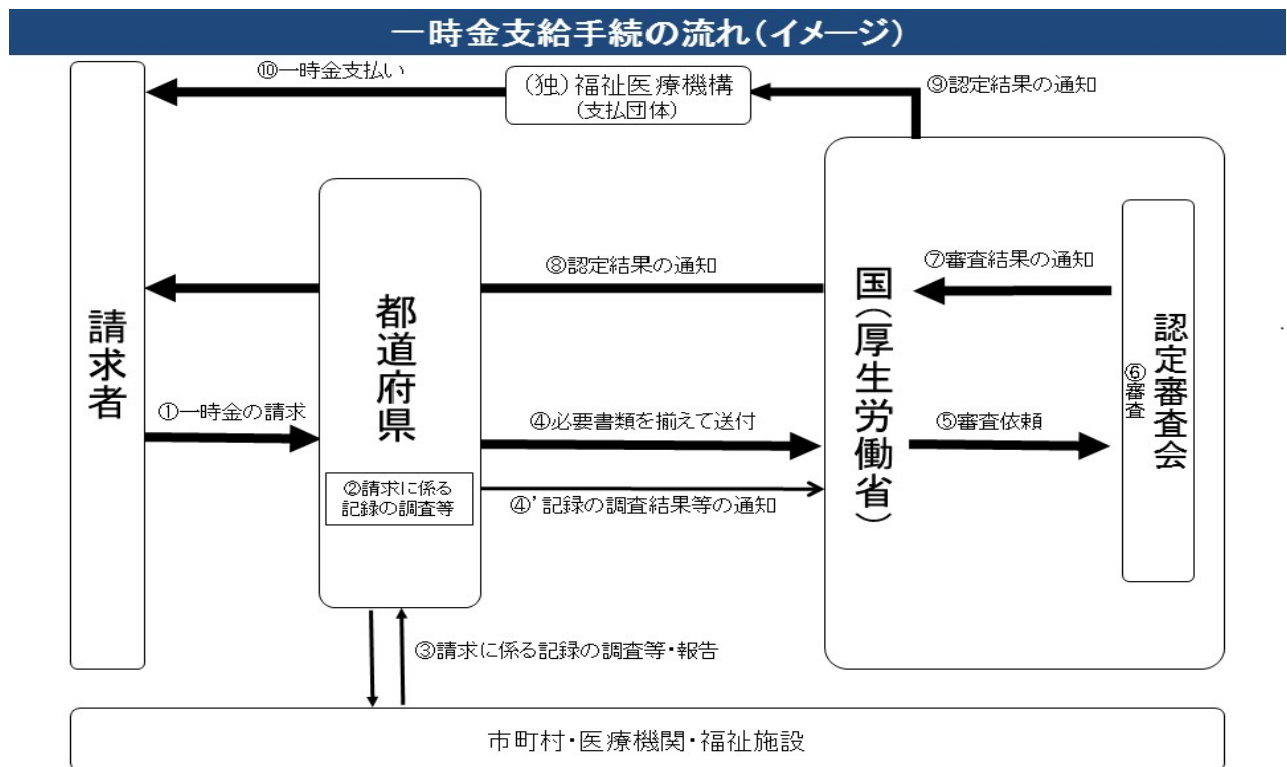 一時金支給手続の流れ(イメージ)
⑩一時金支払い
(独)福祉医療機構
(支払団体)
⑨認定結果の通知
請求者
都道府県
⑧認定結果の通知
国(厚生労働省)
⑦審査結果の通知
認定審査会
⑥審査
①一時金の請求
④必要書類を揃えて送付
⑤審査依頼
②請求に係る
記録の調査等
④’記録の調査結果等の通知
③請求に係る記録の調査等・報告
市町村・医療機関・福祉施設